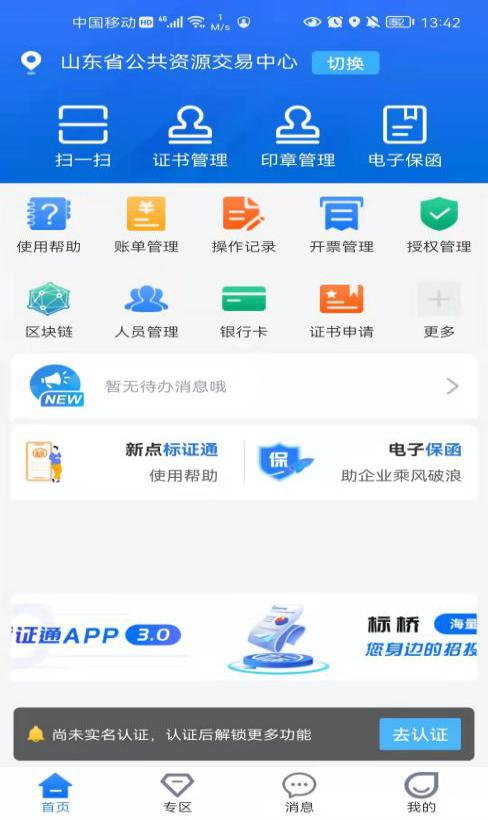 中国移动 HD 4G 1 M/s 13:42
山东省公共资源交易中心 切换
扫一扫 证书管理 印章管理 电子保函
使用帮助 账单管理 操作记录 开票管理 授权管理
区块链 人员管理 银行卡 证书申请 更多
NEW 暂无待办消息哦
新点标证通 保 电子保函
使用帮助 助企业乘风破浪
证通APP 3.0 标桥 海量
您身边的招投
尚未实名认证，认证后解锁更多功能 去认证
首页 专区 消息 我的